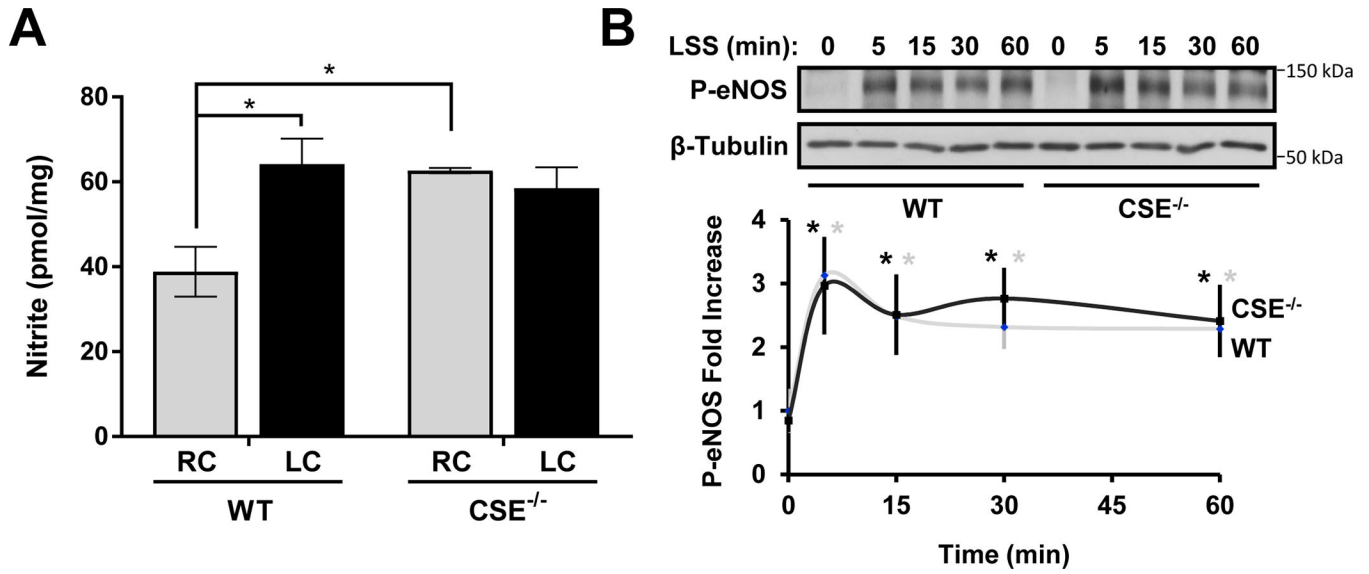 A
*
*
80
60
40
20
0
Nitrite (pmol/mg)
RC LC RC LC
WT CSE-/-
B
LSS (min): 0 5 15 30 60 0 5 15 30 60
P-eNOS
150 kDa
β-Tubulin
50 kDa
WT CSE-/-
4
3
2
1
0
P-eNOS Fold Increase
* *
* *
* *
* *
CSE-/-
WT
0 15 30 45 60
Time (min)